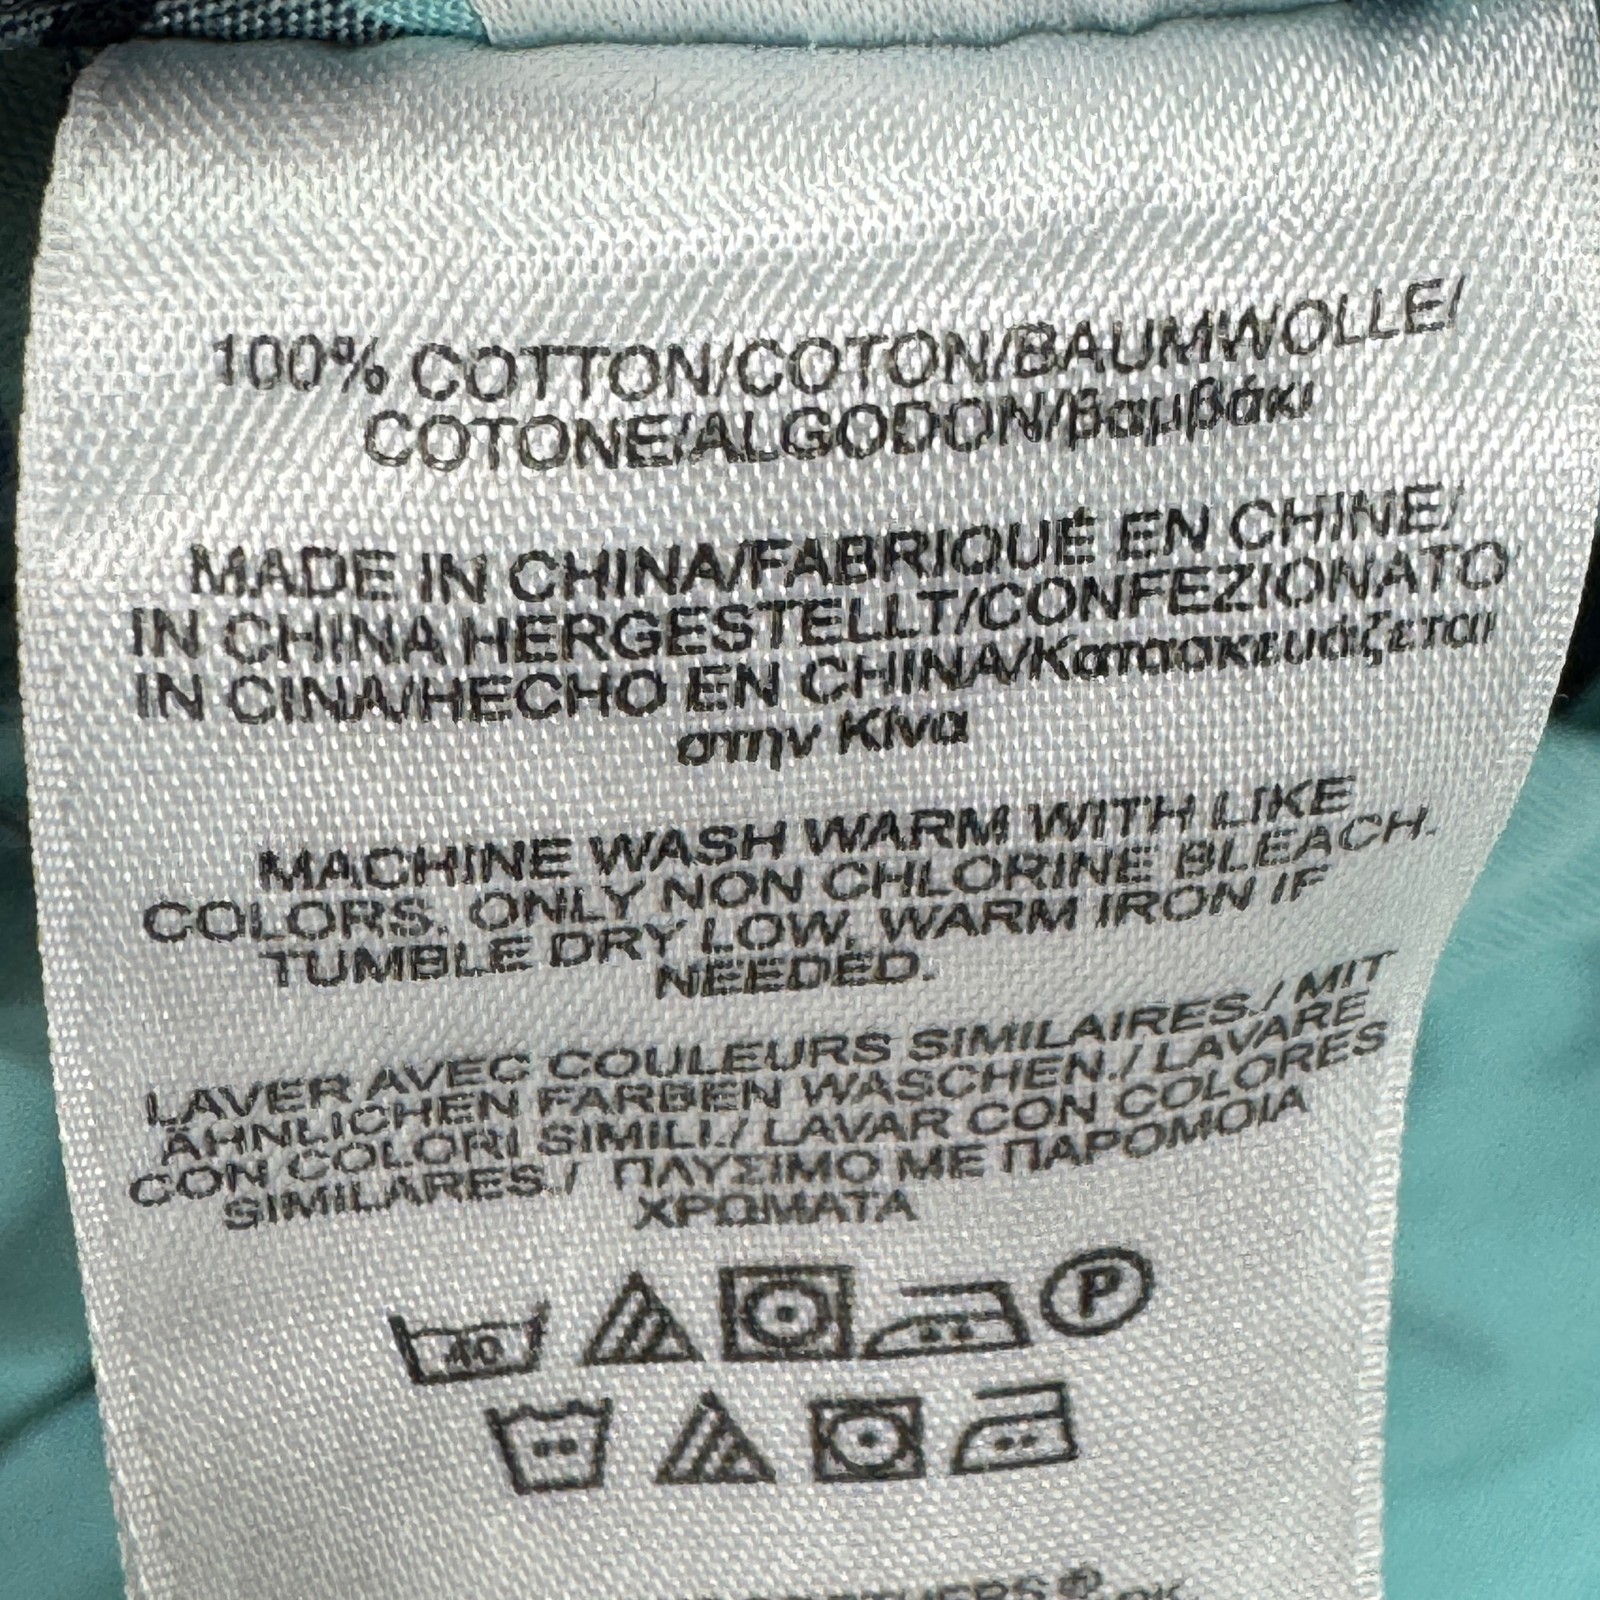 100% COTTON/COTON/BAUMWOLLE/
COTONE/ALGODON/βαμβάκι
MADE IN CHINA/FABRIQUÉ EN CHINE/
IN CHINA HERGESTELLT/CONFEZIONATO
IN CINA/HECHO EN CHINA/Κατασκευάζεται
στην Κίνα
MACHINE WASH WARM WITH LIKE
COLORS. ONLY NON CHLORINE BLEACH.
TUMBLE DRY LOW. WARM IRON IF
NEEDED.
LAVER AVEC COULEURS SIMILAIRES./ MIT
ÄHNLICHEN FARBEN WASCHEN./ LAVARE
CON COLORI SIMILI./ LAVAR CON COLORES
SIMILARES./ ΠΛΥΣΙΜΟ ΜΕ ΠΑΡΟΜΟΙΑ
ΧΡΩΜΑΤΑ
40 P